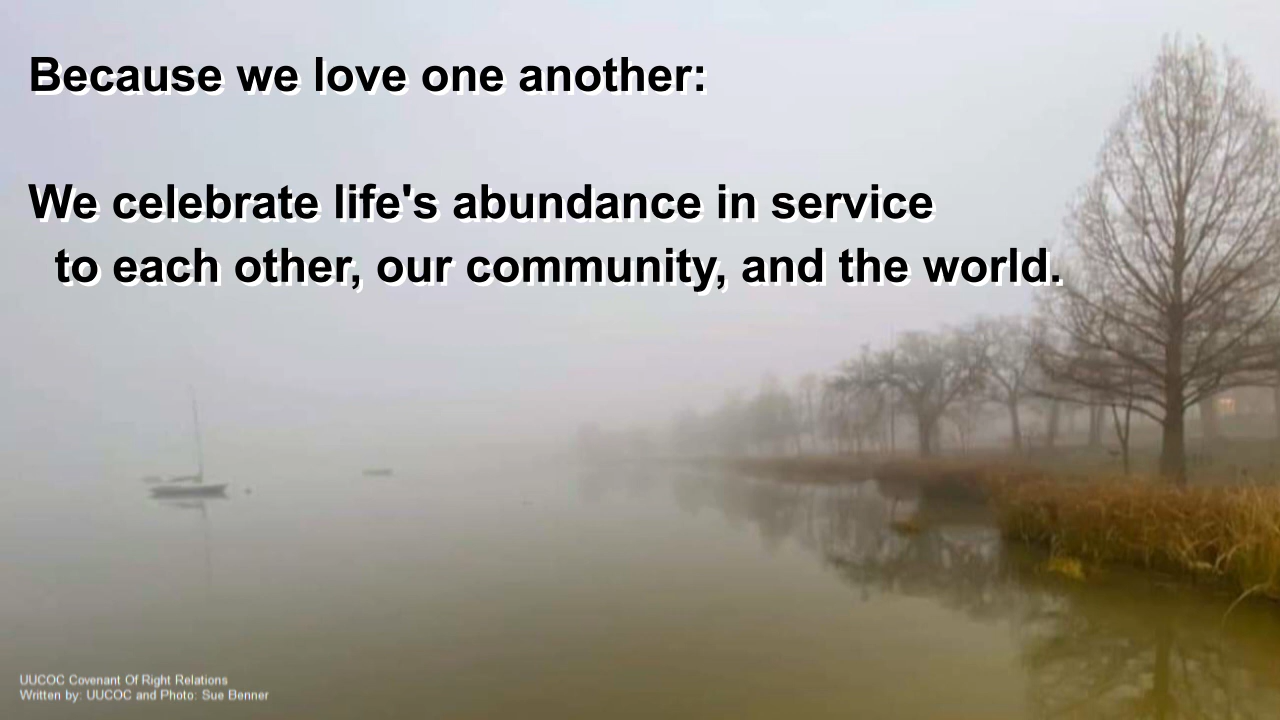 Because we love one another:
We celebrate life's abundance in service
to each other, our community, and the world.
UUCOC Covenant Of Right Relations
Written by: UUCOC and Photo: Sue Benner